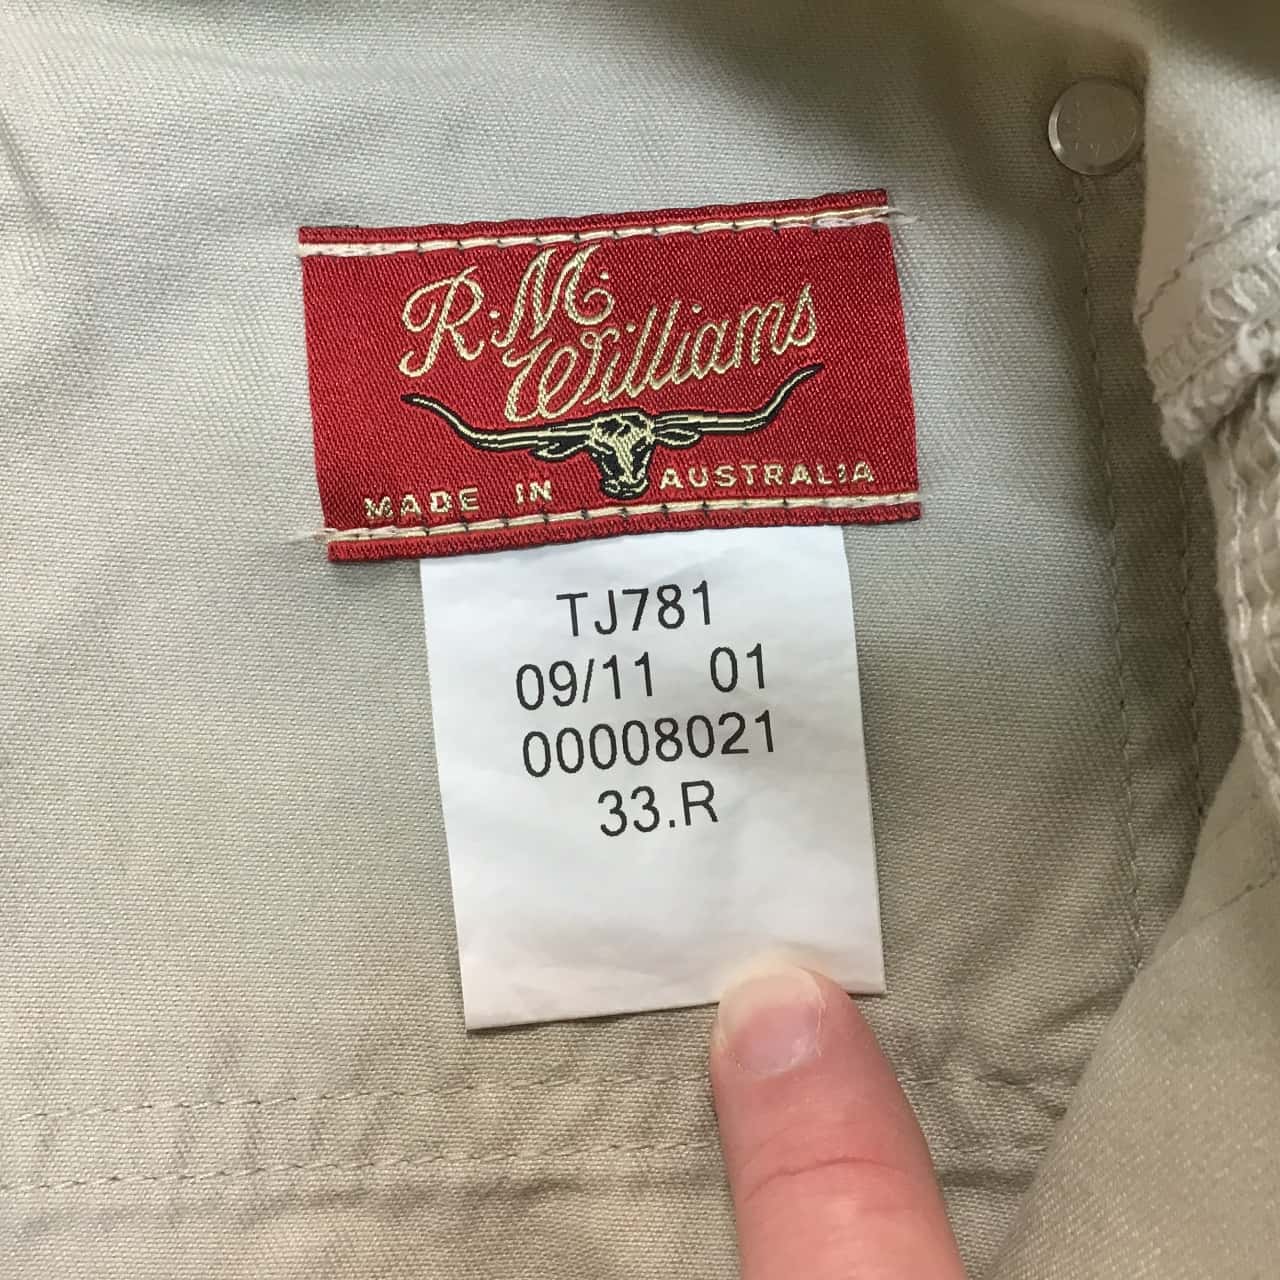 R.M.
Williams
MADE IN AUSTRALIA
TJ781
09/11 01
00008021
33.R